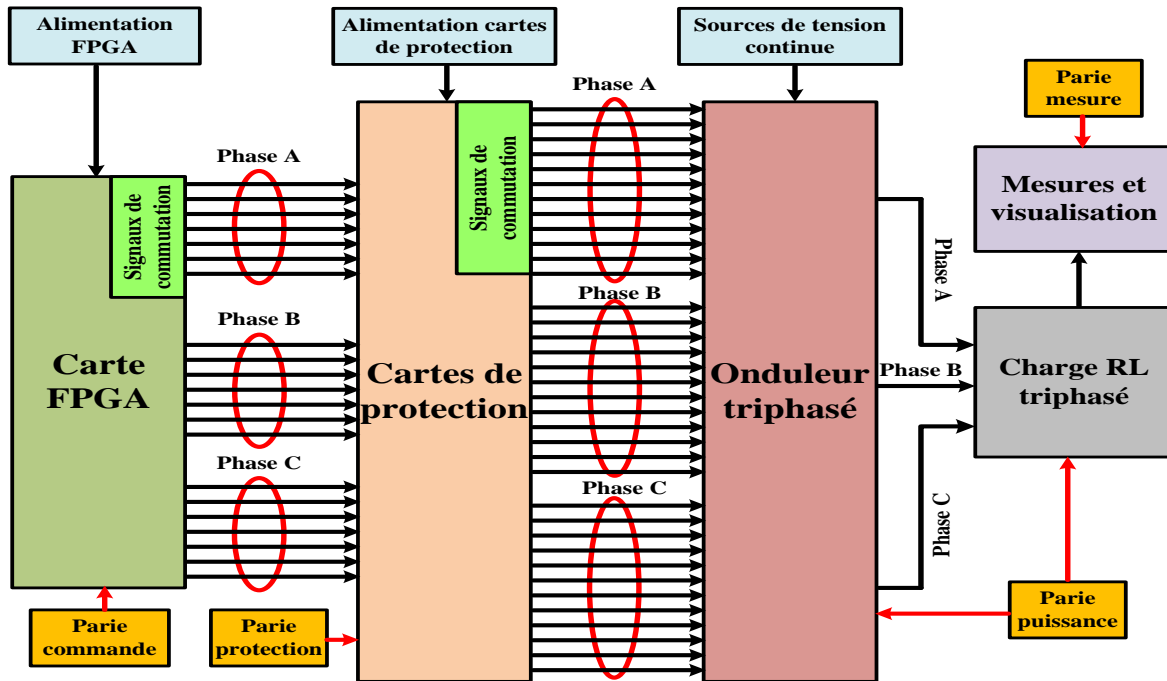 Alimentation
FPGA
Alimentation cartes
de protection
Sources de tension
continue
Parie
mesure
Phase A
Phase A
Signaux de
commutation
Signaux de
commutation
Mesures et
visualisation
Phase A
Phase B
Phase B
Carte
FPGA
Cartes de
protection
Onduleur
triphasé
Phase B
Charge RL
triphasé
Phase C
Phase C
Phase C
Parie
commande
Parie
protection
Parie
puissance